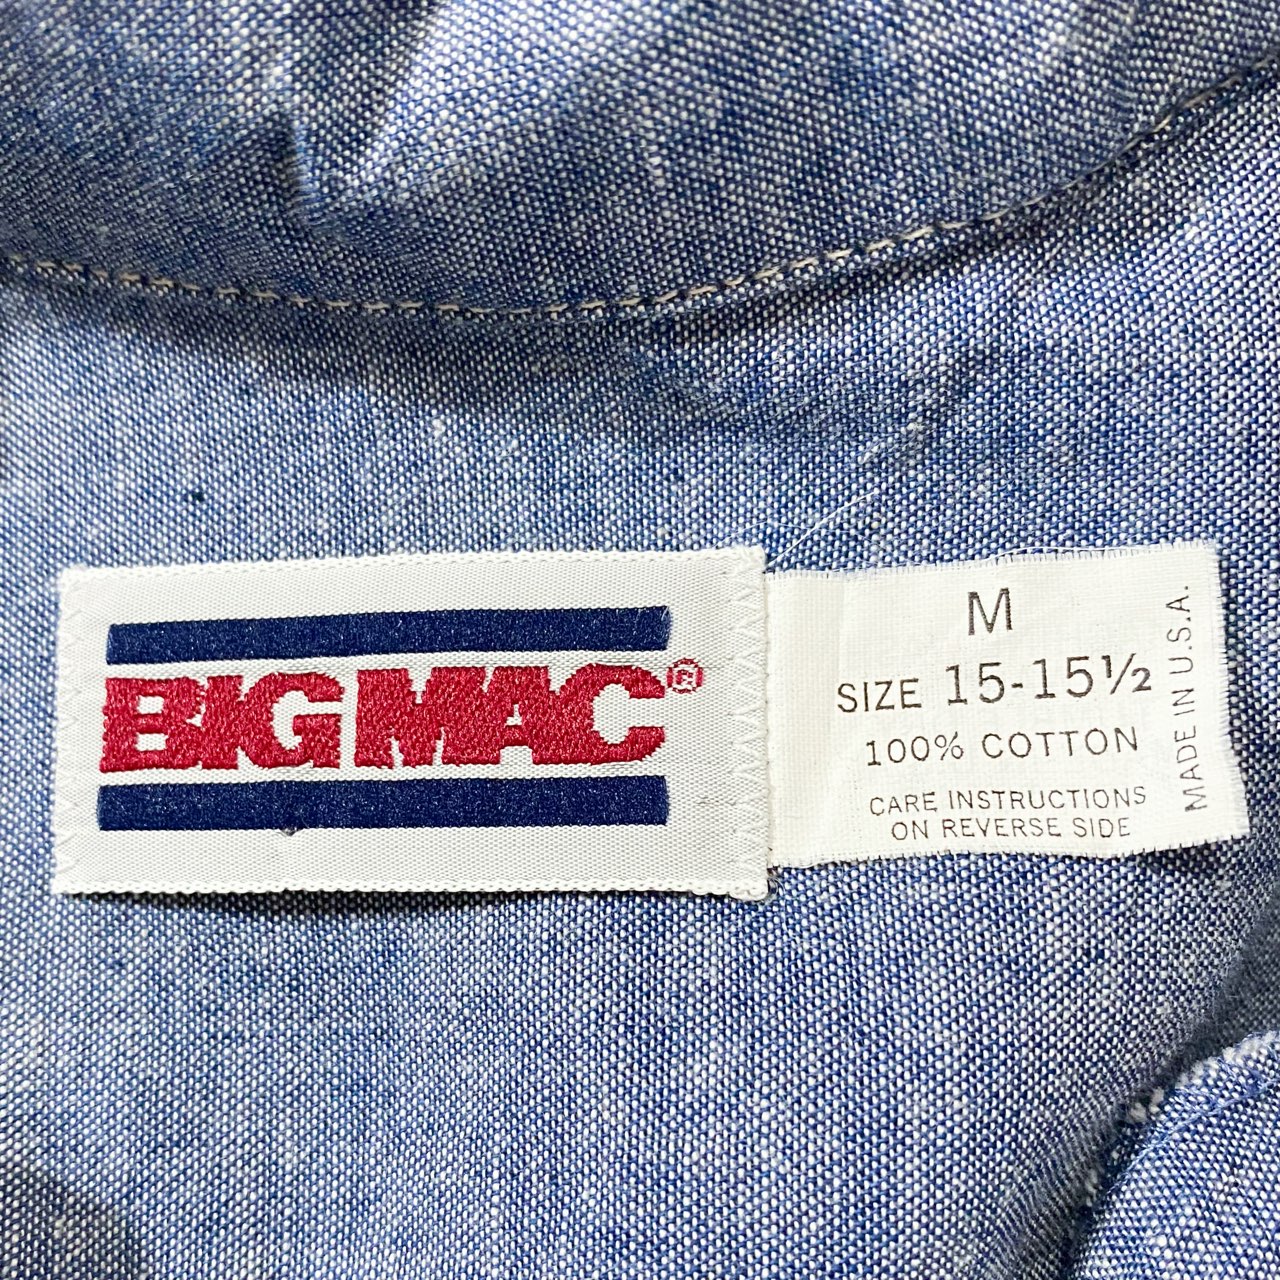 BIG MAC®
M
SIZE 15-15½
100% COTTON
CARE INSTRUCTIONS
ON REVERSE SIDE
MADE IN U.S.A.